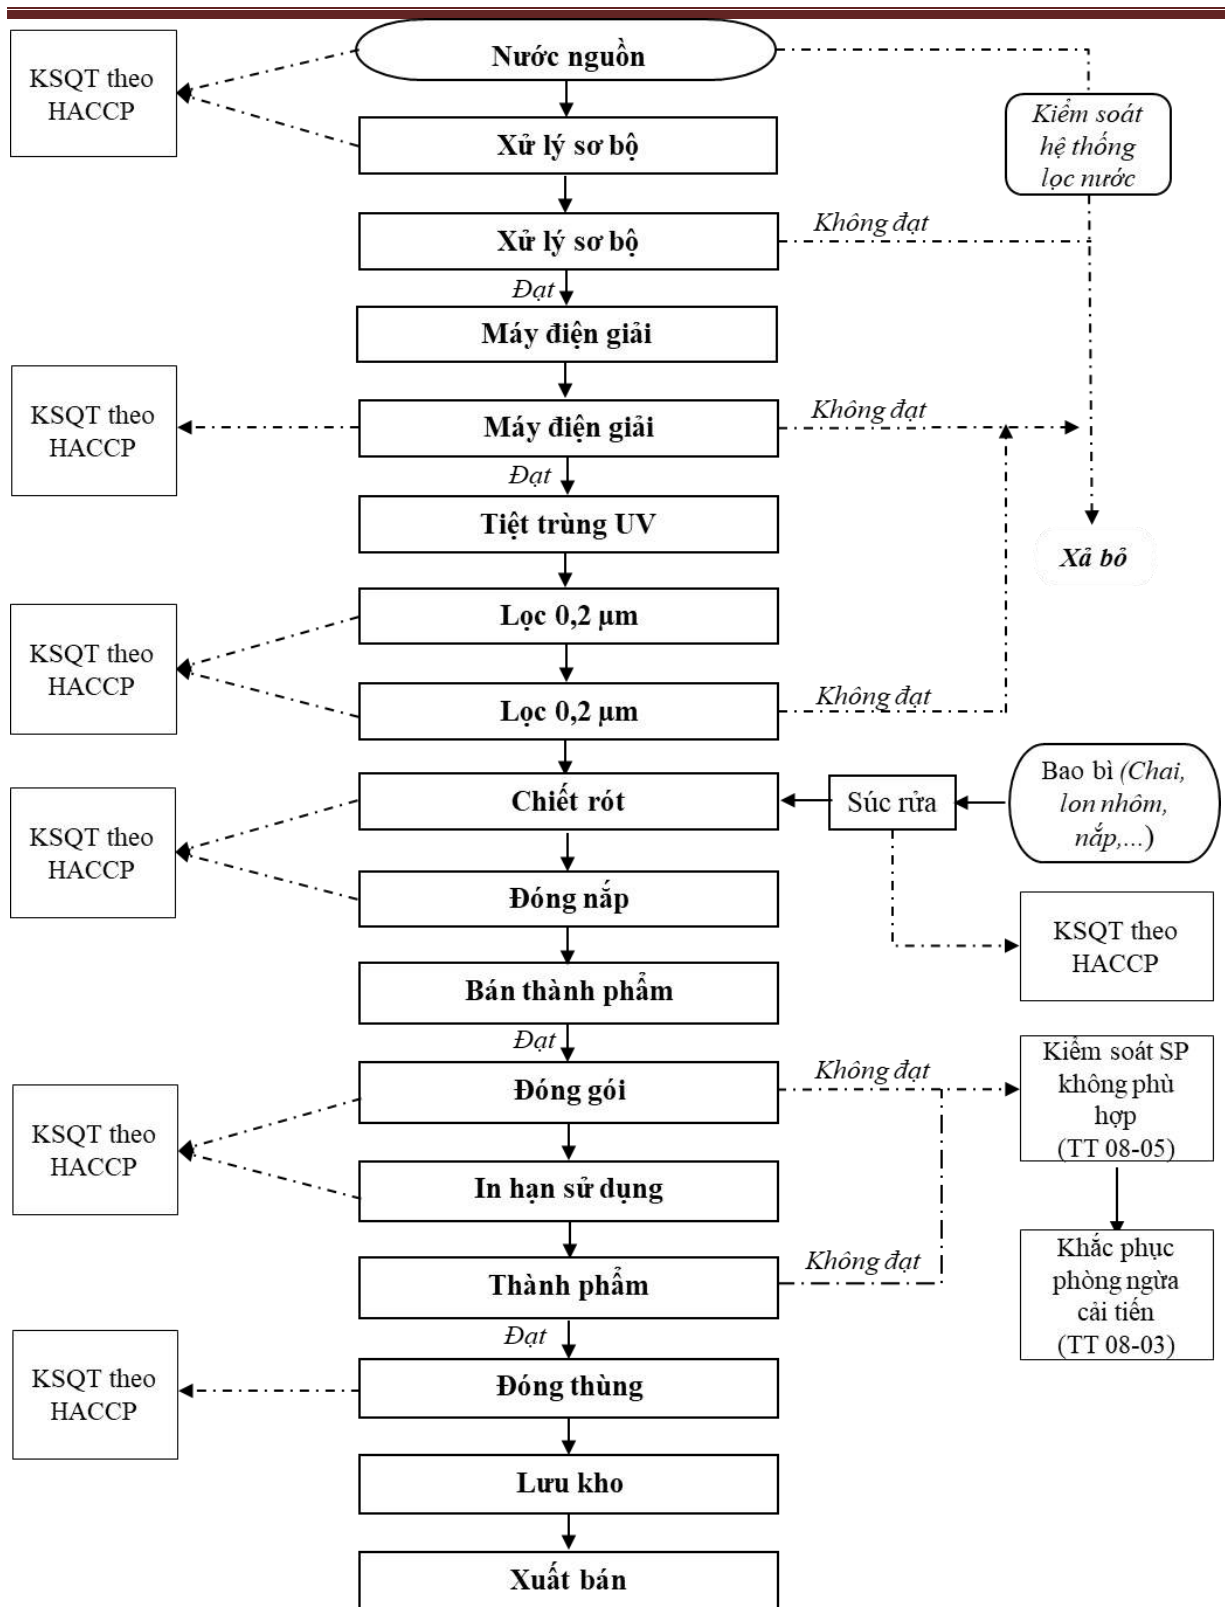 Nước nguồn
KSQT theo
HACCP
Xử lý sơ bộ
Kiểm soát
hệ thống
lọc nước
Xử lý sơ bộ
Không đạt
Đạt
Máy điện giải
KSQT theo
HACCP
Máy điện giải
Không đạt
Đạt
Tiệt trùng UV
Xả bỏ
Lọc 0,2 µm
KSQT theo
HACCP
Lọc 0,2 µm
Không đạt
Chiết rót
Súc rửa
Bao bì (Chai,
lon nhôm,
nắp,...)
KSQT theo
HACCP
Đóng nắp
KSQT theo
HACCP
Bán thành phẩm
Đạt
Đóng gói
Không đạt
Kiểm soát SP
không phù
hợp
(TT 08-05)
KSQT theo
HACCP
In hạn sử dụng
Thành phẩm
Không đạt
Khắc phục
phòng ngừa
cải tiến
(TT 08-03)
Đạt
KSQT theo
HACCP
Đóng thùng
Lưu kho
Xuất bán